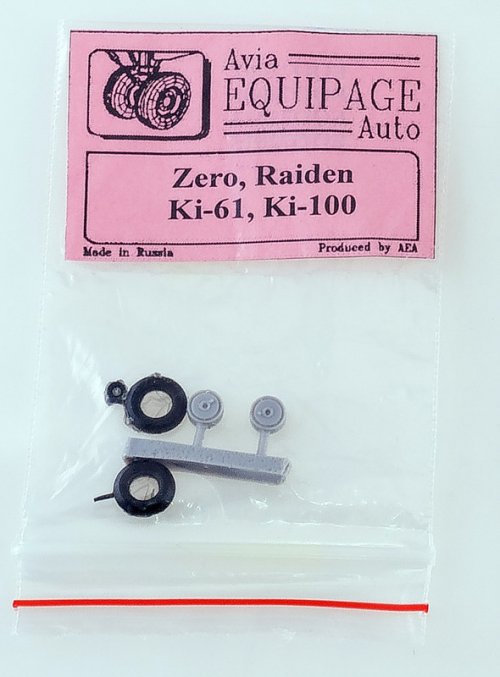 Avia
EQUIPAGE
Auto
Zero, Raiden
Ki-61, Ki-100
Made in Russia
Produced by AEA